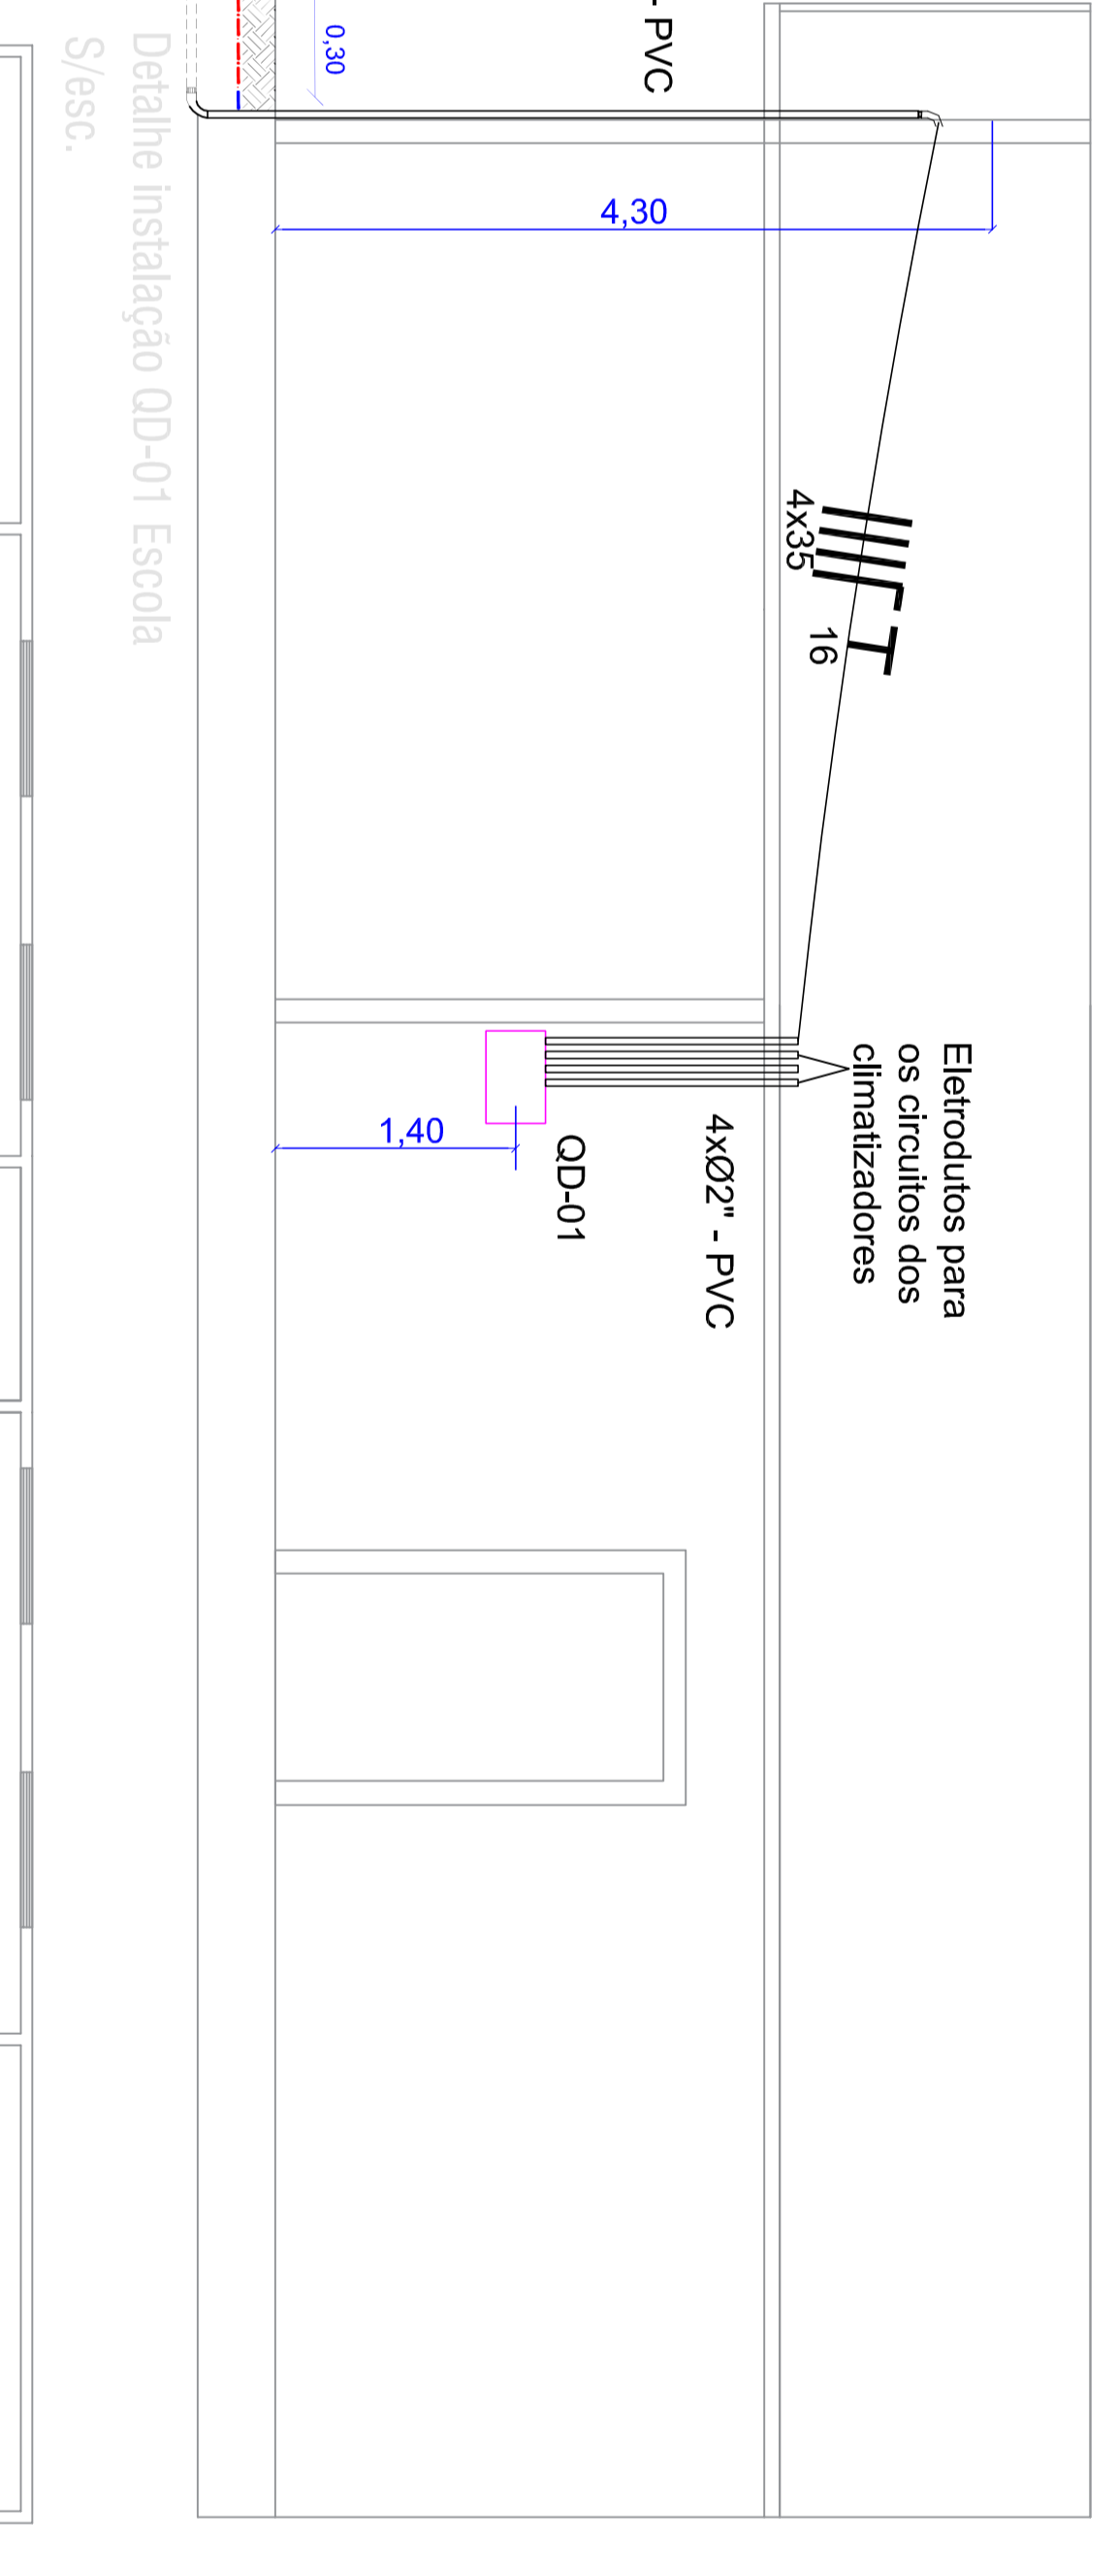 - PVC
0,30
4,30
4x35
16
Eletrodutos para
os circuitos dos
climatizadores
4xØ2" - PVC
QD-01
1,40
Detalhe instalação QD-01 Escola
S/esc.